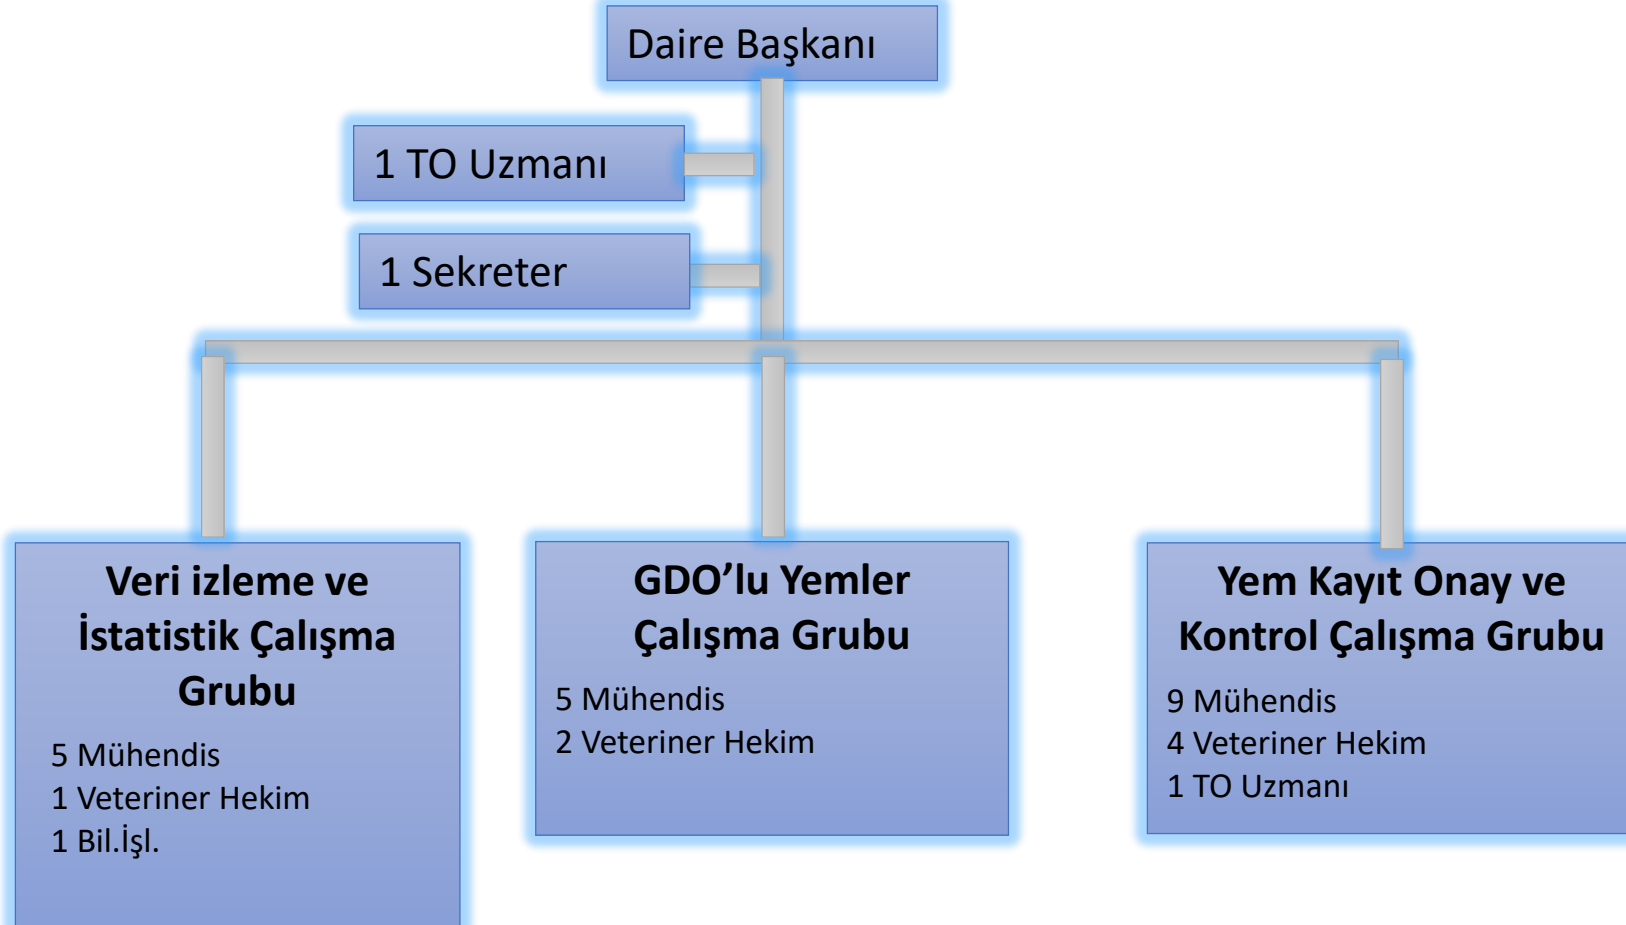 Daire Başkanı
1 TO Uzmanı
1 Sekreter
Veri izleme ve
İstatistik Çalışma
Grubu
5 Mühendis
1 Veteriner Hekim
1 Bil.İşl.
GDO’lu Yemler
Çalışma Grubu
5 Mühendis
2 Veteriner Hekim
Yem Kayıt Onay ve
Kontrol Çalışma Grubu
9 Mühendis
4 Veteriner Hekim
1 TO Uzmanı